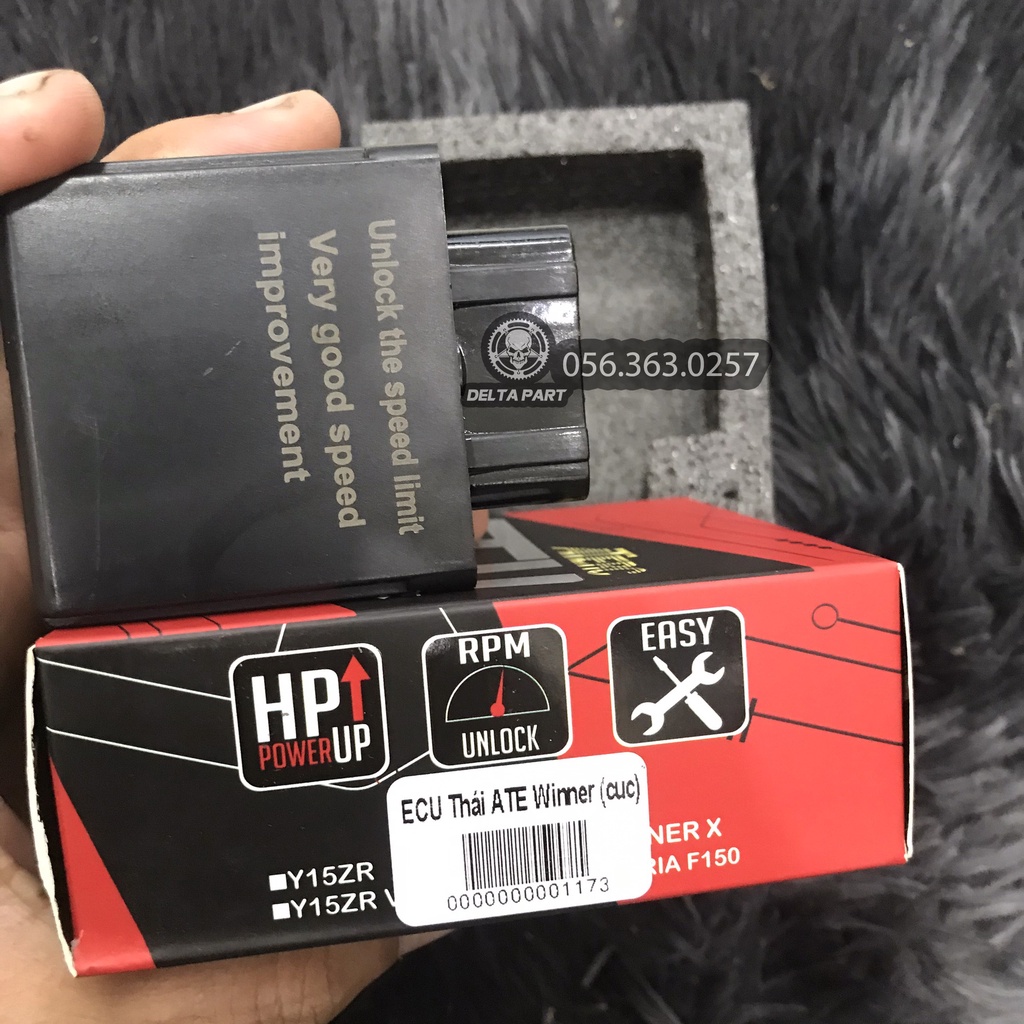 Unlock the speed limit
Very good speed
improvement
DELTA PART
056.363.0257
HP
POWER UP
RPM
UNLOCK
EASY
ECU Thái ATE Winner (cuc)
0000000001173
Y15ZR
Y15ZR V
NER X
RIA F150